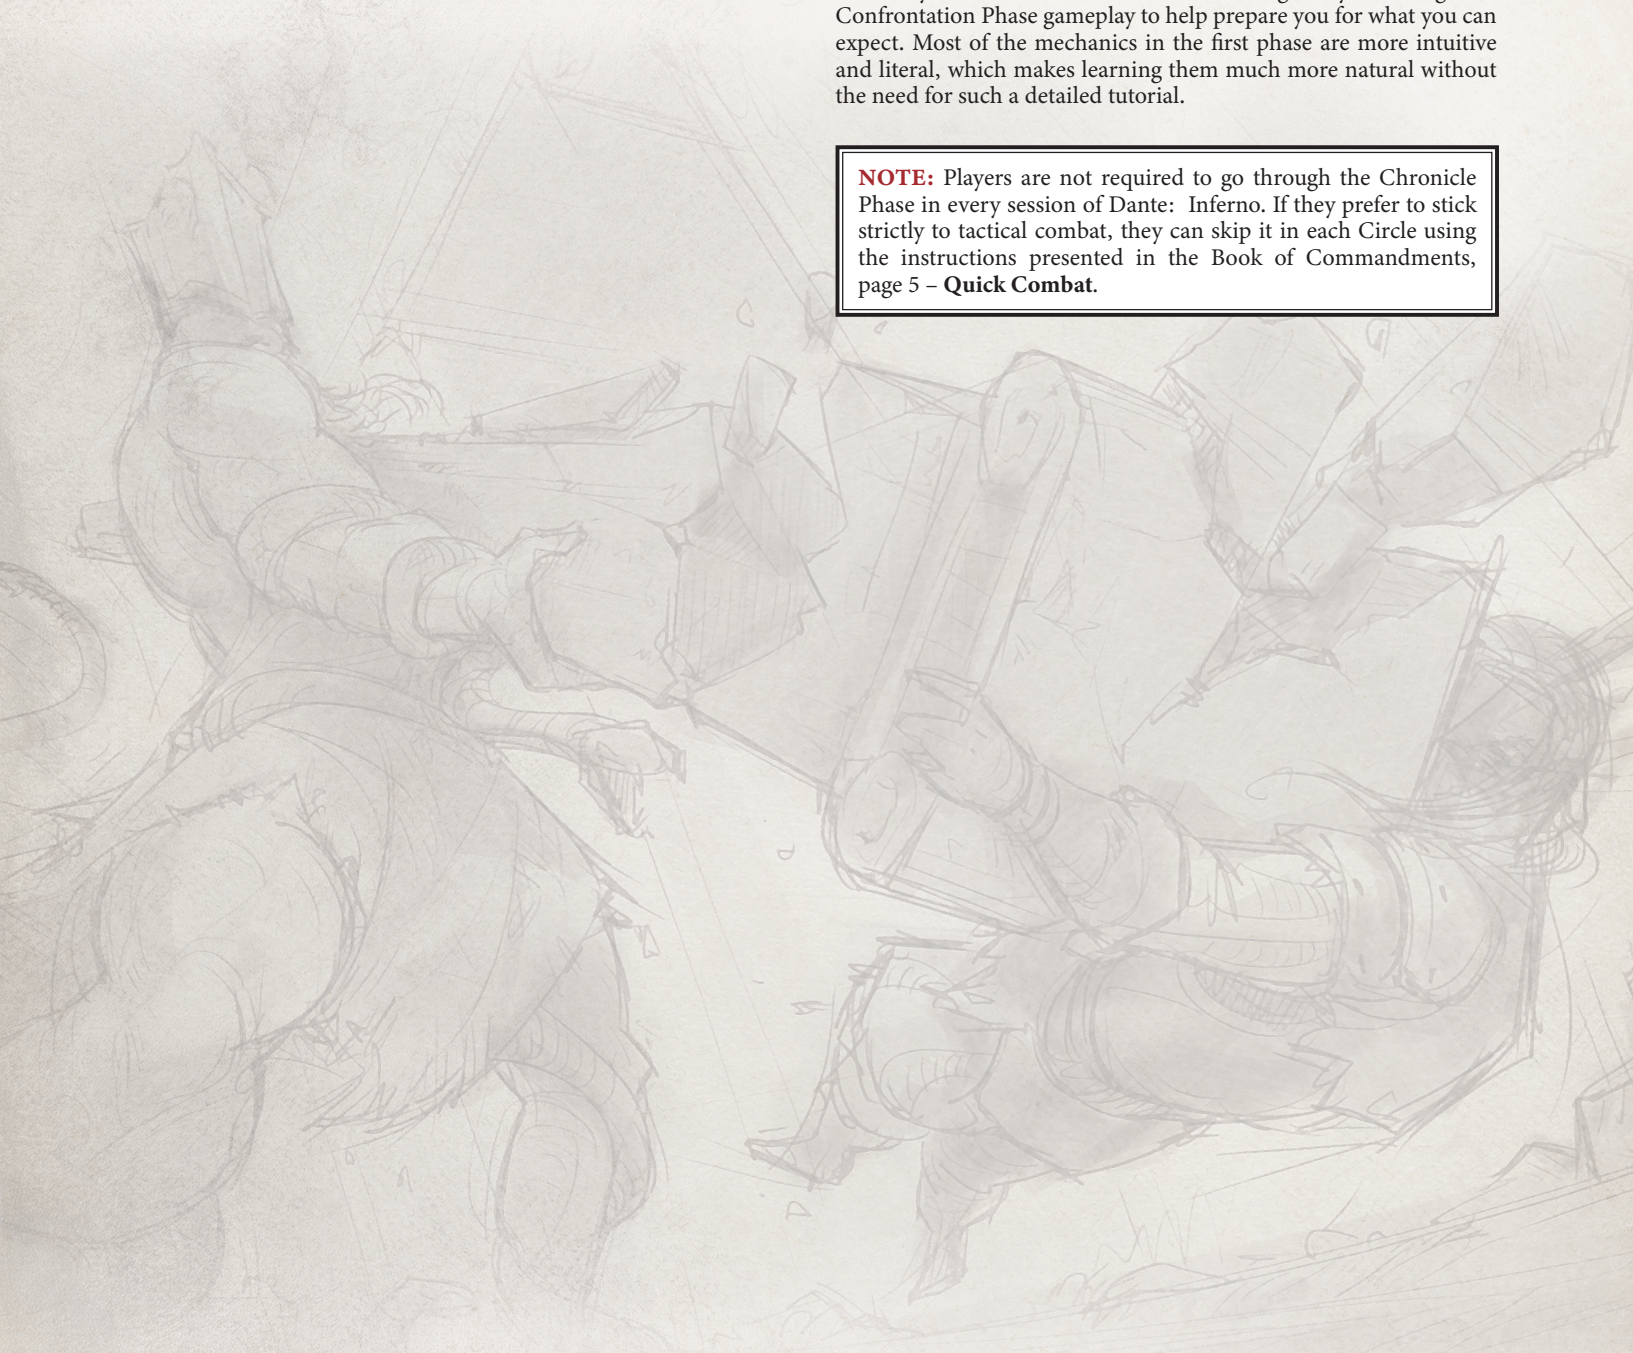 Confrontation Phase gameplay to help prepare you for what you can
expect. Most of the mechanics in the first phase are more intuitive
and literal, which makes learning them much more natural without
the need for such a detailed tutorial.
NOTE: Players are not required to go through the Chronicle
Phase in every session of Dante: Inferno. If they prefer to stick
strictly to tactical combat, they can skip it in each Circle using
the instructions presented in the Book of Commandments,
page 5 – Quick Combat.